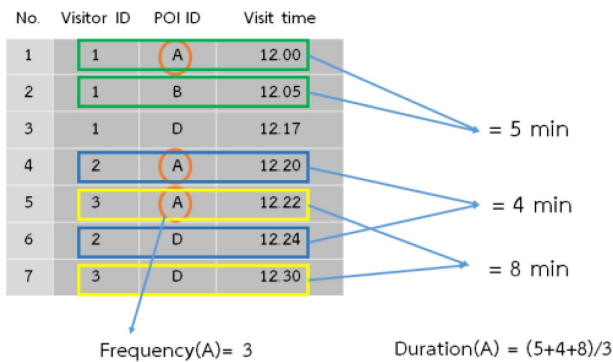 No. Visitor ID POI ID Visit time
1 1 A 12.00
2 1 B 12.05
3 1 D 12.17
= 5 min
4 2 A 12.20
5 3 A 12.22
= 4 min
6 2 D 12.24
7 3 D 12.30
= 8 min
Frequency(A)= 3
Duration(A) = (5+4+8)/3